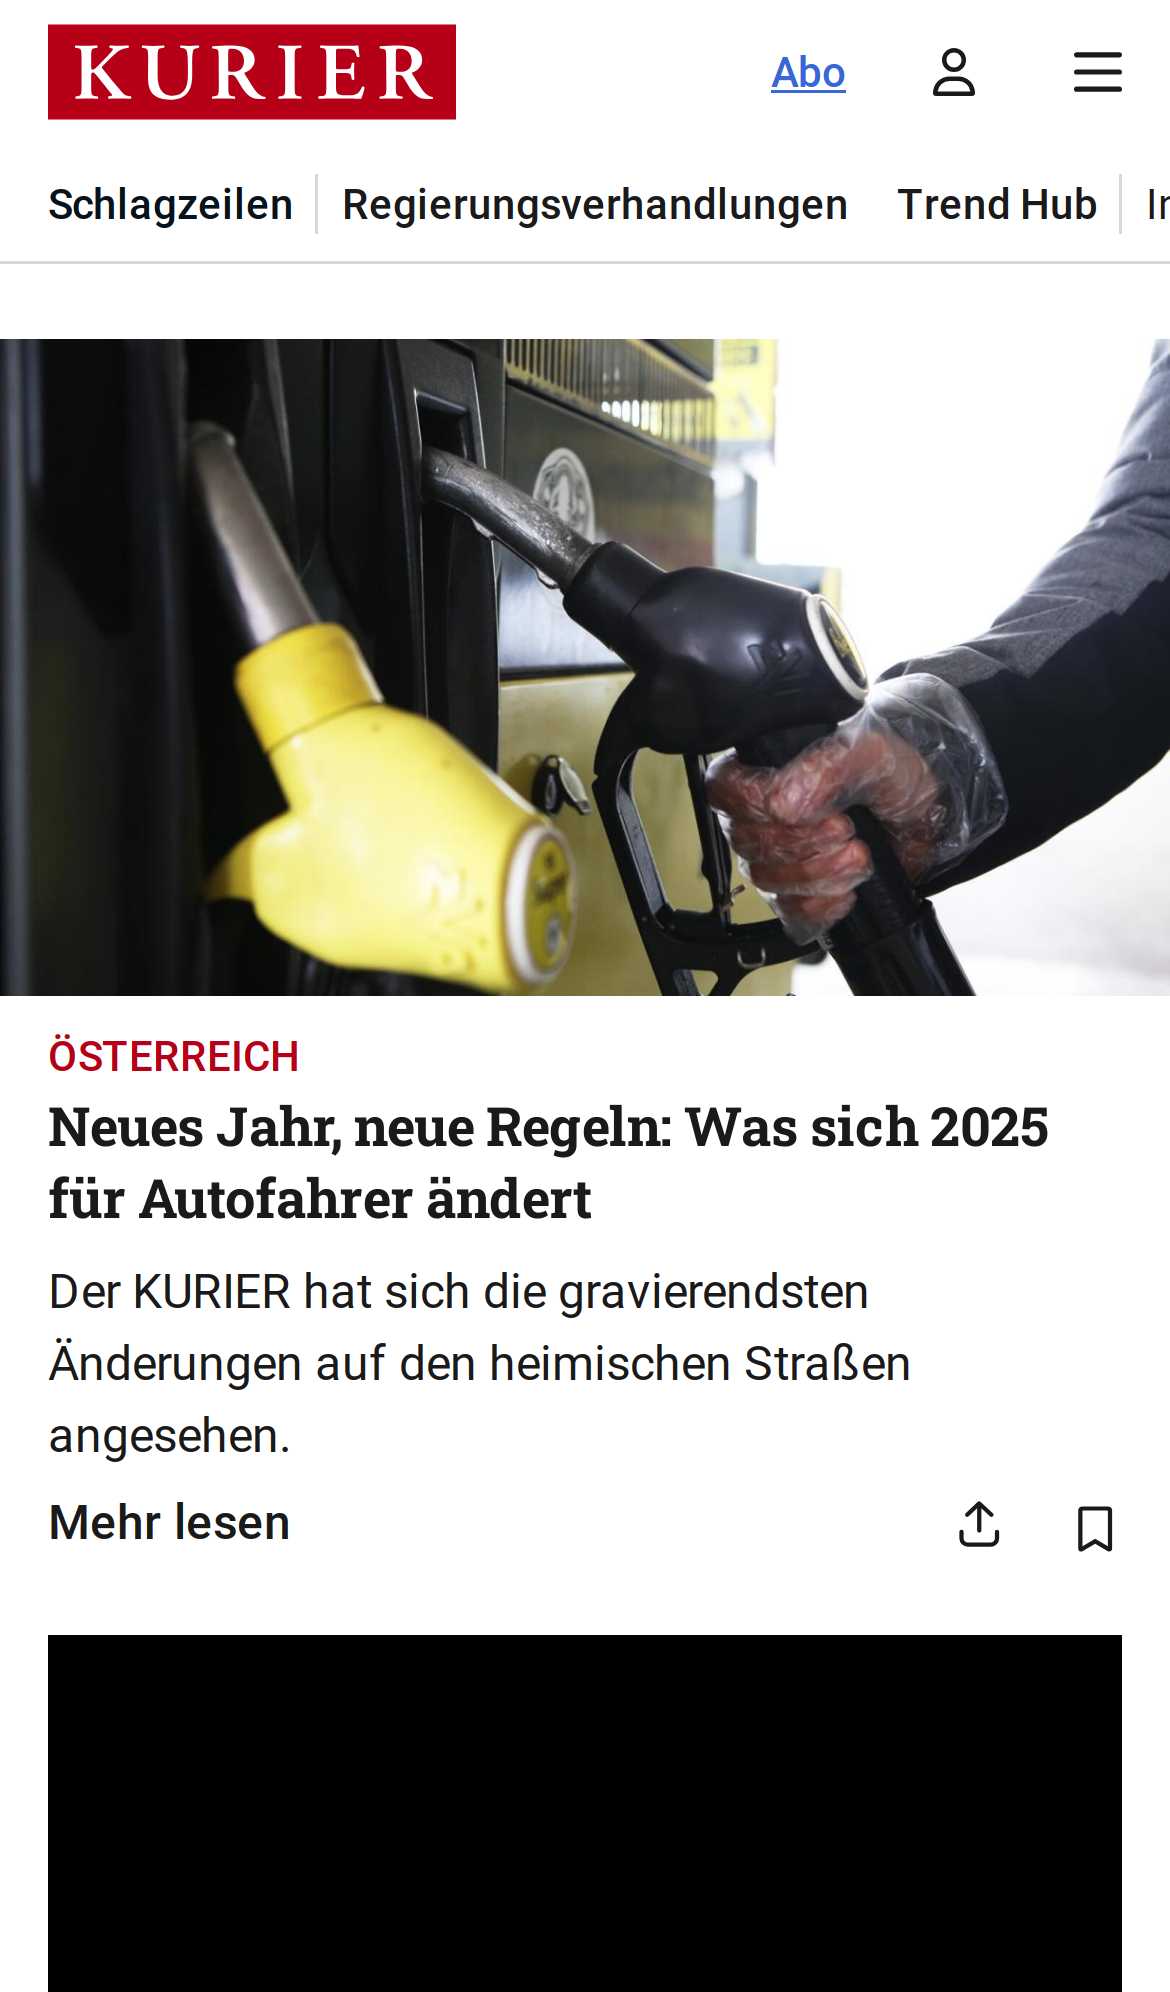 KURIER
Abo
Schlagzeilen
Regierungsverhandlungen
Trend Hub
ÖSTERREICH
Neues Jahr, neue Regeln: Was sich 2025
für Autofahrer ändert
Der KURIER hat sich die gravierendsten
Änderungen auf den heimischen Straßen
angesehen.
Mehr lesen